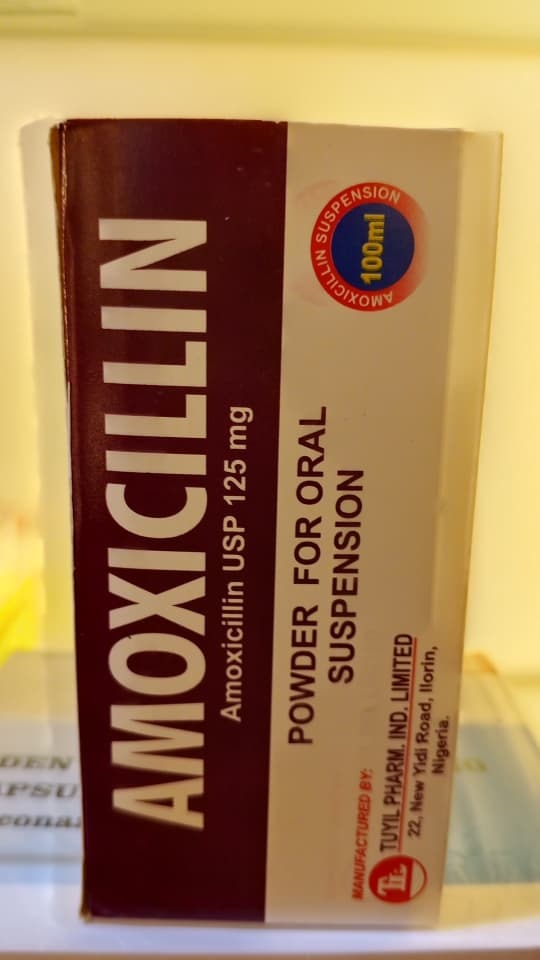 AMOXICILLIN
Amoxicillin USP 125 mg
POWDER FOR ORAL
SUSPENSION
AMOXICILLIN SUSPENSION
100ml
MANUFACTURED BY:
TUYIL PHARM. IND. LIMITED
22, New Yidi Road, Ilorin,
Nigeria.